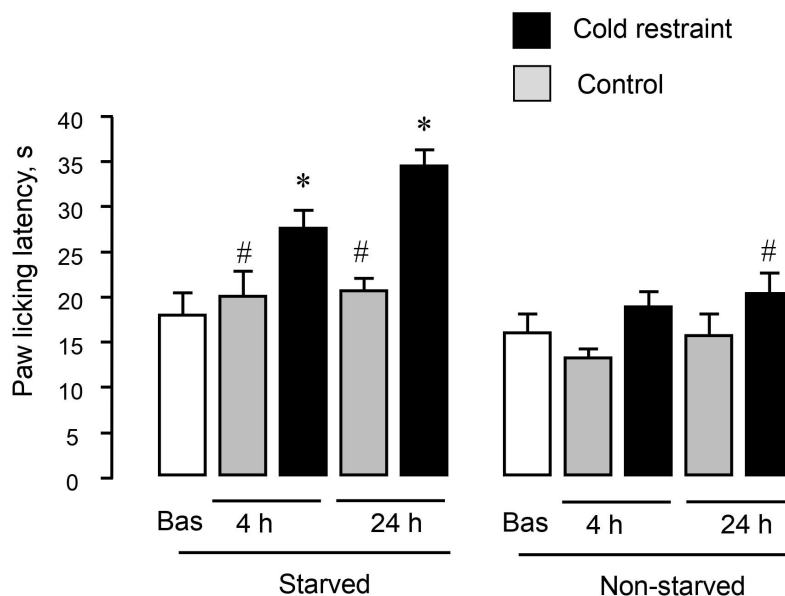 Cold restraint
Control
Paw licking latency, s
40
35
30
25
20
15
10
5
0
*
*
#
#
#
Bas 4 h 24 h Bas 4 h 24 h
Starved Non-starved